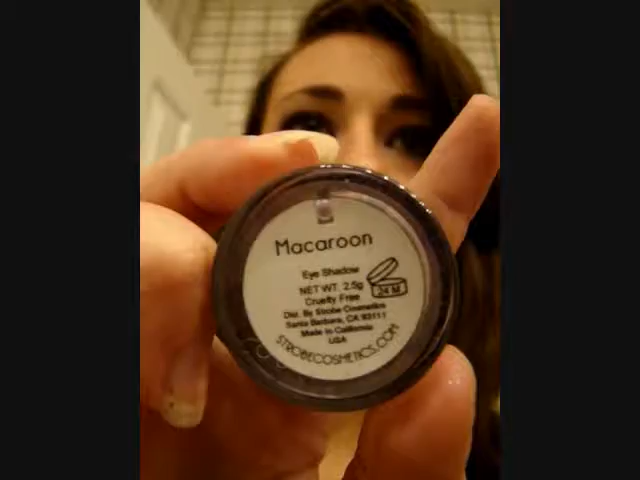 Macaroon
Eye Shadow
NET WT. 2.5g
24 M
Cruelty Free
Dist. By Strobe Cosmetics
Santa Barbara, CA 93111
Made in California
USA
STROBECOSMETICS.COM